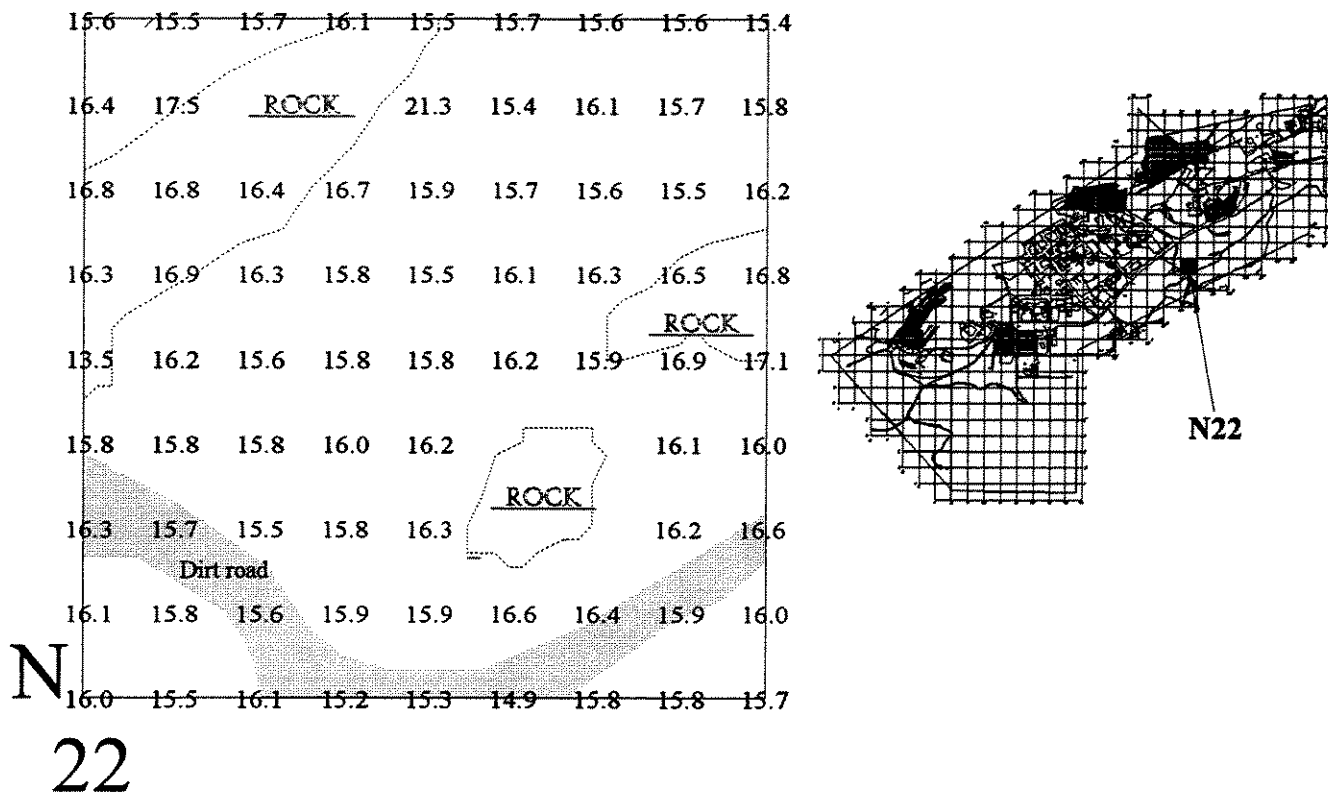 15.6 15.5 15.7 16.1 15.5 15.7 15.6 15.6 15.4
16.4 17.5 ROCK 21.3 15.4 16.1 15.7 15.8
16.8 16.8 16.4 16.7 15.9 15.7 15.6 15.5 16.2
16.3 16.9 16.3 15.8 15.5 16.1 16.3 16.5 16.8
ROCK
13.5 16.2 15.6 15.8 15.8 16.2 15.9 16.9 17.1
N22
15.8 15.8 15.8 16.0 16.2 16.1 16.0
ROCK
16.3 15.7 15.5 15.8 16.3 16.2 16.6
Dirt road
16.1 15.8 15.6 15.9 15.9 16.6 16.4 15.9 16.0
N
16.0 15.5 16.1 15.2 15.3 14.9 15.8 15.8 15.7
22